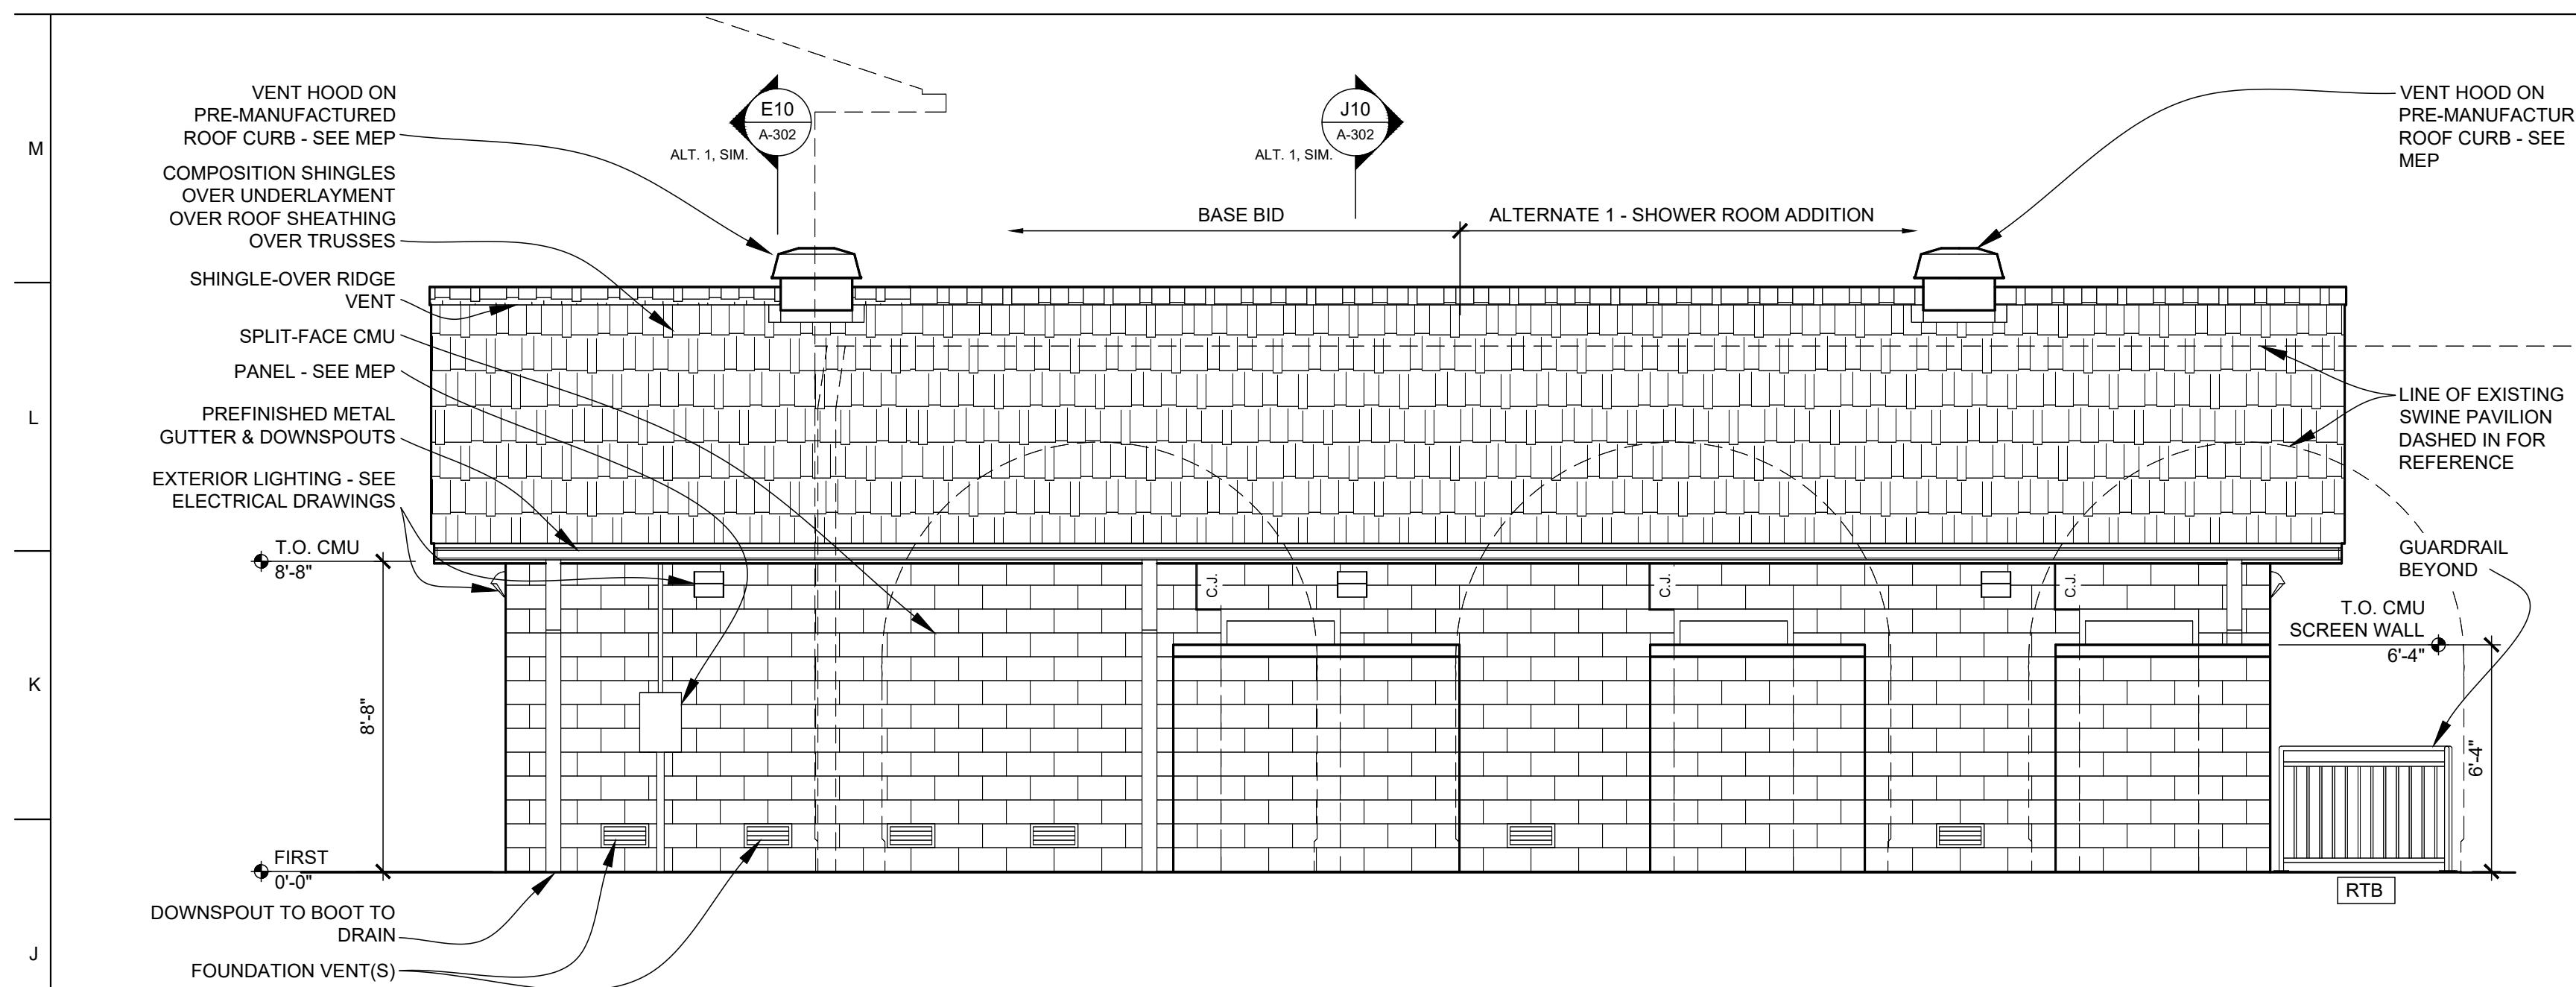 M
L
K
J
VENT HOOD ON
PRE-MANUFACTURED
ROOF CURB - SEE MEP
COMPOSITION SHINGLES
OVER UNDERLAYMENT
OVER ROOF SHEATHING
OVER TRUSSES
SHINGLE-OVER RIDGE
VENT
SPLIT-FACE CMU
PANEL - SEE MEP
PREFINISHED METAL
GUTTER & DOWNSPOUTS
EXTERIOR LIGHTING - SEE
ELECTRICAL DRAWINGS
T.O. CMU
8'-8"
8'-8"
FIRST
0'-0"
DOWNSPOUT TO BOOT TO
DRAIN
FOUNDATION VENT(S)
E10
A-302
ALT. 1, SIM.
J10
A-302
ALT. 1, SIM.
BASE BID
ALTERNATE 1 - SHOWER ROOM ADDITION
C.J.
C.J.
C.J.
VENT HOOD ON
PRE-MANUFACTUR
ROOF CURB - SEE
MEP
LINE OF EXISTING
SWINE PAVILION
DASHED IN FOR
REFERENCE
GUARDRAIL
BEYOND
T.O. CMU
SCREEN WALL
6'-4"
6'-4"
RTB